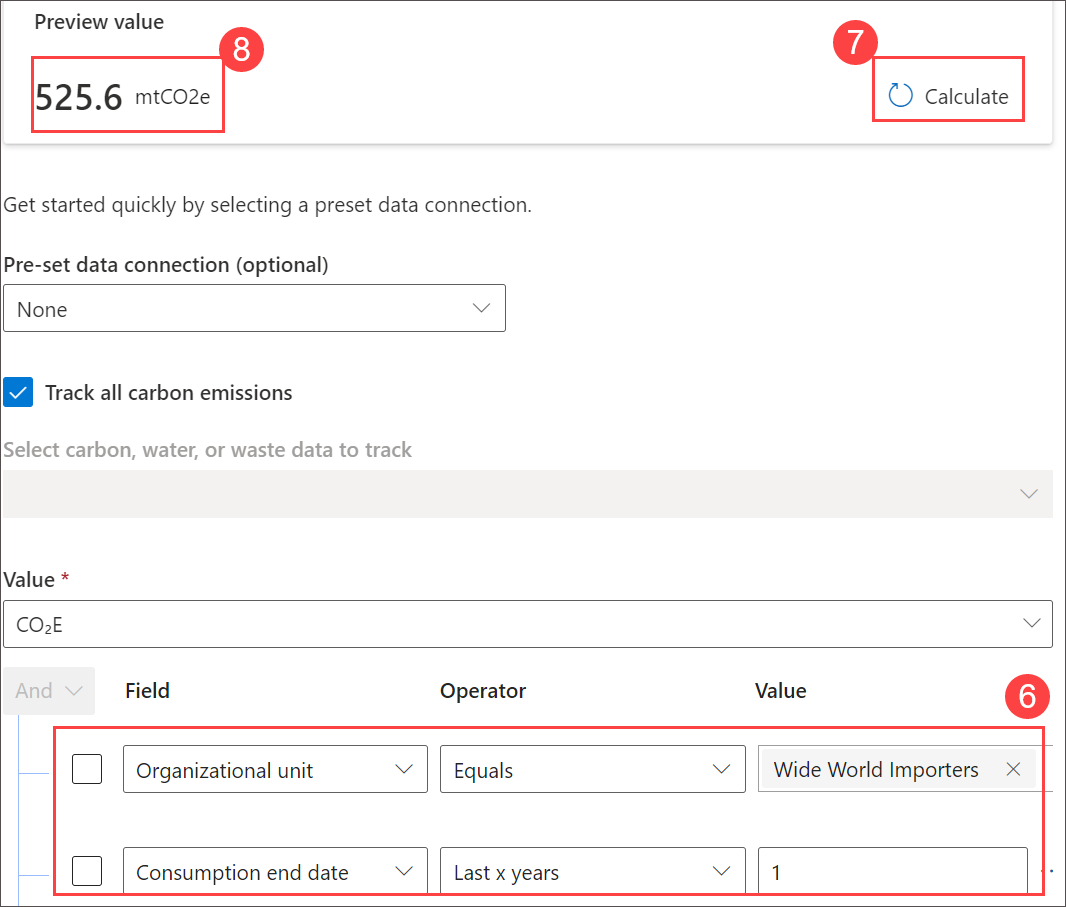 Preview value
8
7
525.6 mtCO2e
Calculate
Get started quickly by selecting a preset data connection.
Pre-set data connection (optional)
None
Track all carbon emissions
Select carbon, water, or waste data to track
Value *
CO₂E
And Field Operator Value
6
Organizational unit Equals Wide World Importers
Consumption end date Last x years 1